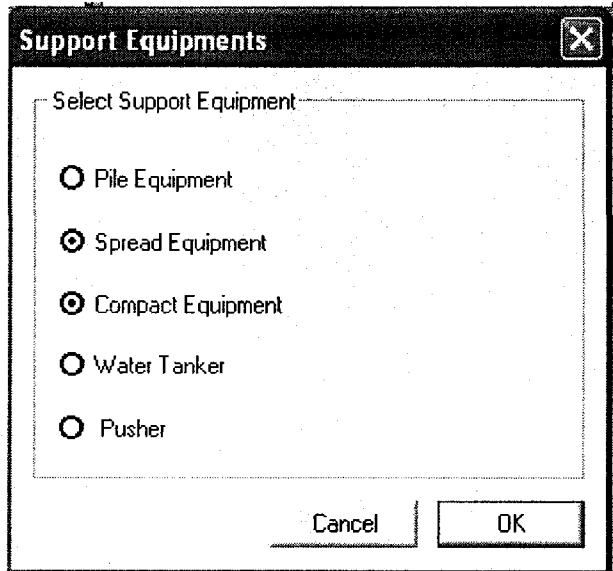 Support Equipments
Select Support Equipment
Pile Equipment
Spread Equipment
Compact Equipment
Water Tanker
Pusher
Cancel OK